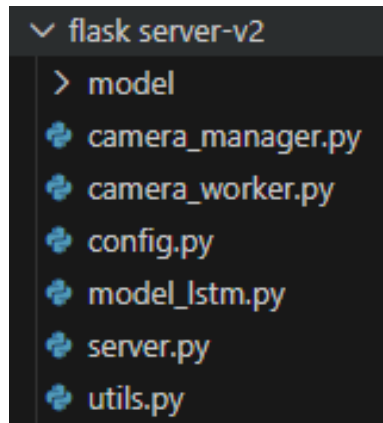 flask server-v2
model
camera_manager.py
camera_worker.py
config.py
model_lstm.py
server.py
utils.py